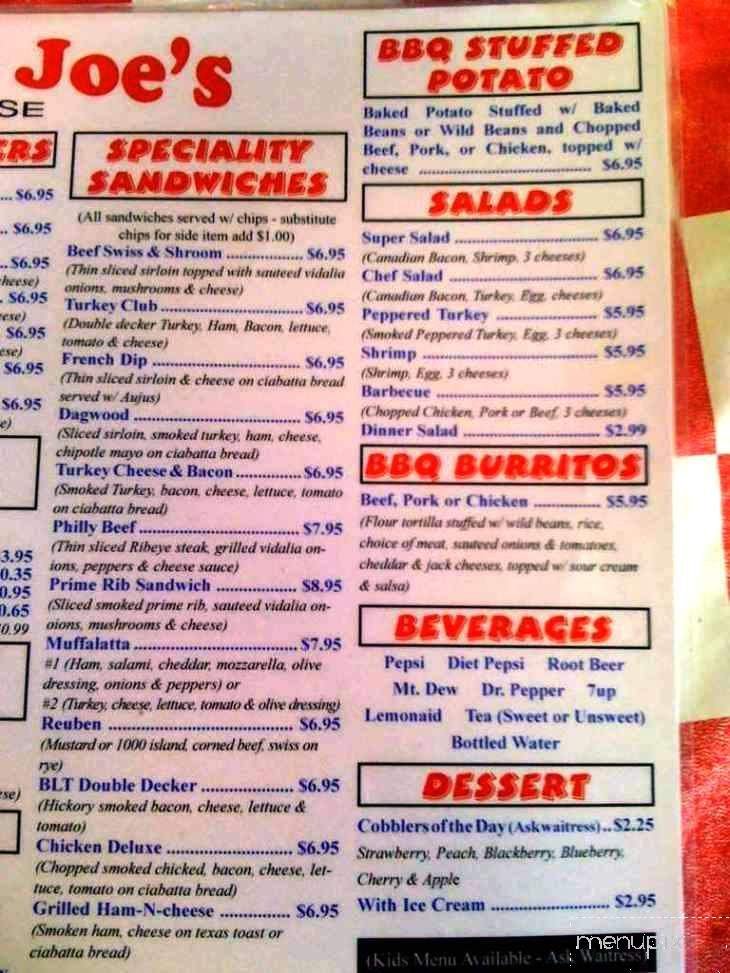 Joe's
SE
ERS
... $6.95
.. $6.95
... $6.95
cheese)
. $6.95
ese)
$6.95
ese)
$6.95
$6.95
e)
3.95
0.35
0.95
0.65
0.99
ese)
SPECIALITY
SANDWICHES
(All sandwiches served w/ chips - substitute
chips for side item add $1.00)
Beef Swiss & Shroom .................. $6.95
(Thin sliced sirloin topped with sauteed vidalia
onions, mushrooms & cheese)
Turkey Club .................................. $6.95
(Double decker Turkey, Ham, Bacon, lettuce,
tomato & cheese)
French Dip .................................... $6.95
(Thin sliced sirloin & cheese on ciabatta bread
served w/ Aujus)
Dagwood ....................................... $6.95
(Sliced sirloin, smoked turkey, ham, cheese,
chipotle mayo on ciabatta bread)
Turkey Cheese & Bacon ................ $6.95
(Smoked Turkey, bacon, cheese, lettuce, tomato
on ciabatta bread)
Philly Beef ..................................... $7.95
(Thin sliced Ribeye steak, grilled vidalia on-
ions, peppers & cheese sauce)
Prime Rib Sandwich .................... $8.95
(Sliced smoked prime rib, sauteed vidalia on-
oions, mushrooms & cheese)
Muffalatta ..................................... $7.95
#1 (Ham, salami, cheddar, mozzarella, olive
dressing, onions & peppers) or
#2 (Turkey, cheese, lettuce, tomato & olive dressing)
Reuben .......................................... $6.95
(Mustard or 1000 island, corned beef, swiss on
rye)
BLT Double Decker ..................... $6.95
(Hickory smoked bacon, cheese, lettuce &
tomato)
Chicken Deluxe ............................ $6.95
(Chopped smoked chicked, bacon, cheese, let-
tuce, tomato on ciabatta bread)
Grilled Ham-N-cheese ................ $6.95
(Smoken ham, cheese on texas toast or
ciabatta bread)
BBQ STUFFED
POTATO
Baked Potato Stuffed w/ Baked
Beans or Wild Beans and Chopped
Beef, Pork, or Chicken, topped w/
cheese ........................................ $6.95
SALADS
Super Salad ................................... $6.95
(Canadian Bacon, Shrimp, 3 cheeses)
Chef Salad ..................................... $6.95
(Canadian Bacon, Turkey, Egg, cheeses)
Peppered Turkey ........................ $5.95
(Smoked Peppered Turkey, Egg, 3 cheeses)
Shrimp .......................................... $5.95
(Shrimp, Egg, 3 cheeses)
Barbecue ...................................... $5.95
(Chopped Chicken, Pork or Beef, 3 cheeses)
Dinner Salad ................................ $2.99
BBQ BURRITOS
Beef, Pork or Chicken ................ $5.95
(Flour tortilla stuffed w/ wild beans, rice,
choice of meat, sauteed onions & tomatoes,
cheddar & jack cheeses, topped w/ sour cream
& salsa)
BEVERAGES
Pepsi Diet Pepsi Root Beer
Mt. Dew Dr. Pepper 7up
Lemonaid Tea (Sweet or Unsweet)
Bottled Water
DESSERT
Cobblers of the Day (Ask waitress) .. $2.25
Strawberry, Peach, Blackberry, Blueberry,
Cherry & Apple
With Ice Cream ............................ $2.95
(Kids Menu Available - Ask Waitress)
menupix